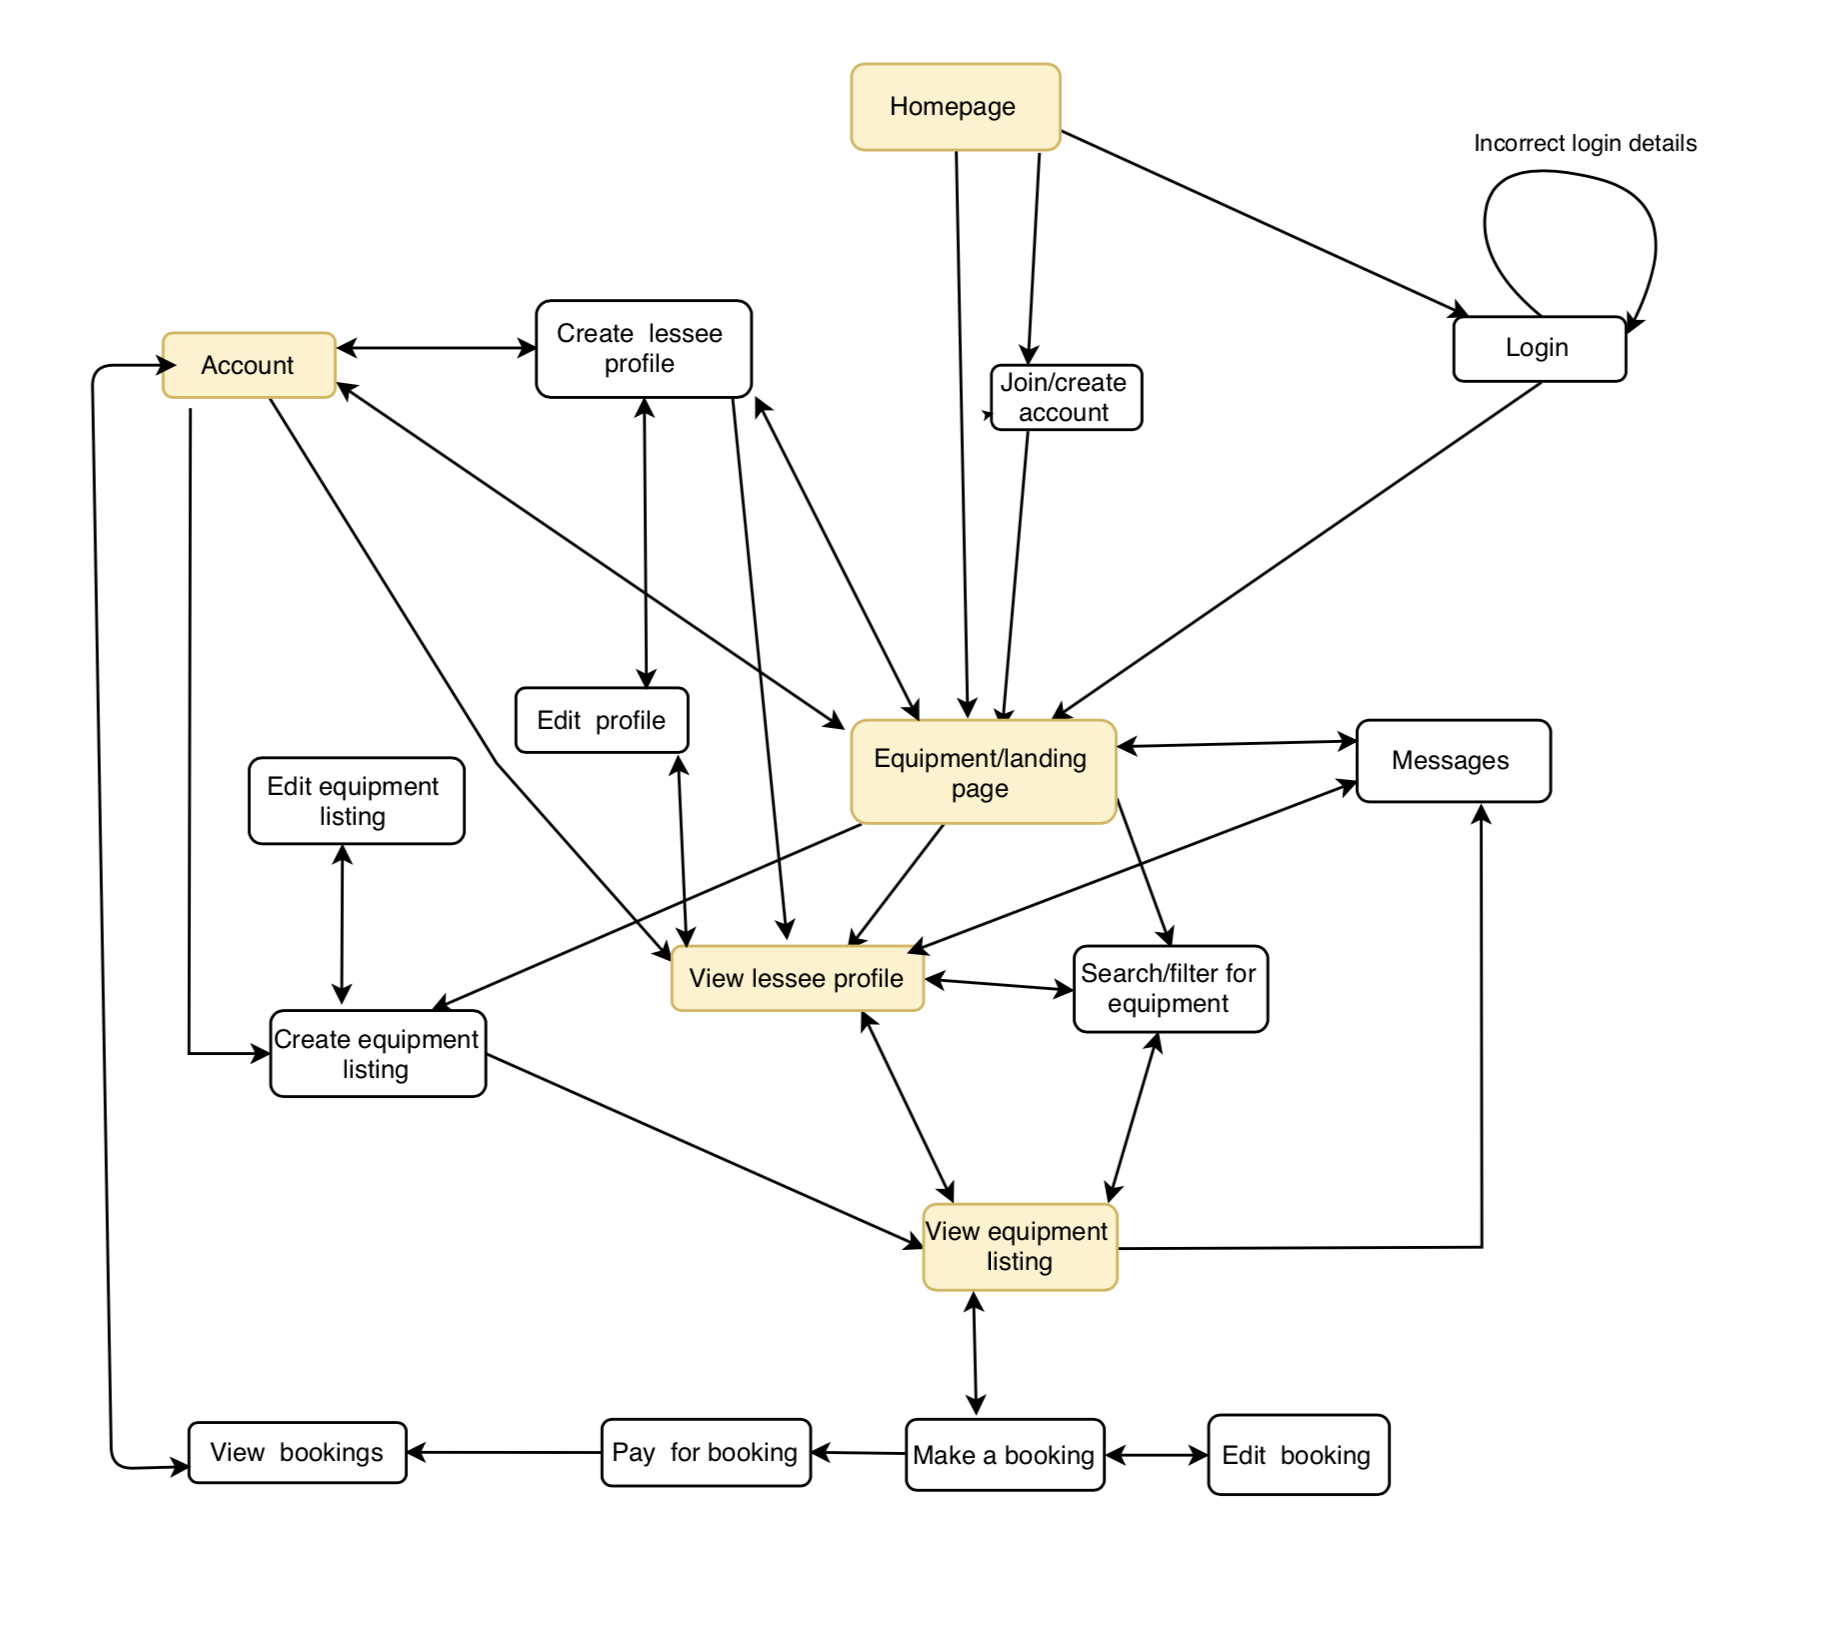 Homepage
Incorrect login details
Create  lessee
profile
Account
Login
Join/create
account
Edit  profile
Equipment/landing
page
Messages
Edit equipment
listing
View lessee profile
Search/filter for
equipment
Create equipment
listing
View equipment
listing
View  bookings
Pay  for booking
Make a booking
Edit  booking